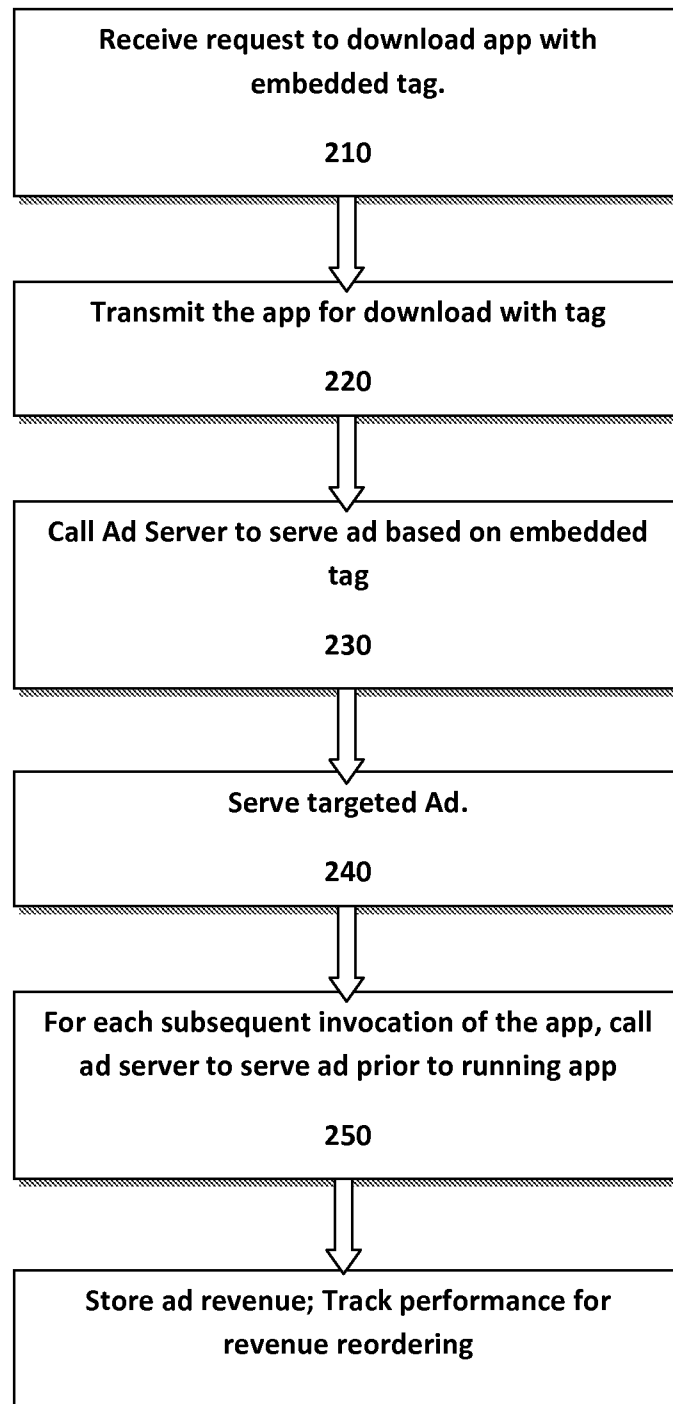 Receive request to download app with
embedded tag.
210
Transmit the app for download with tag
220
Call Ad Server to serve ad based on embedded
tag
230
Serve targeted Ad.
240
For each subsequent invocation of the app, call
ad server to serve ad prior to running app
250
Store ad revenue; Track performance for
revenue reordering